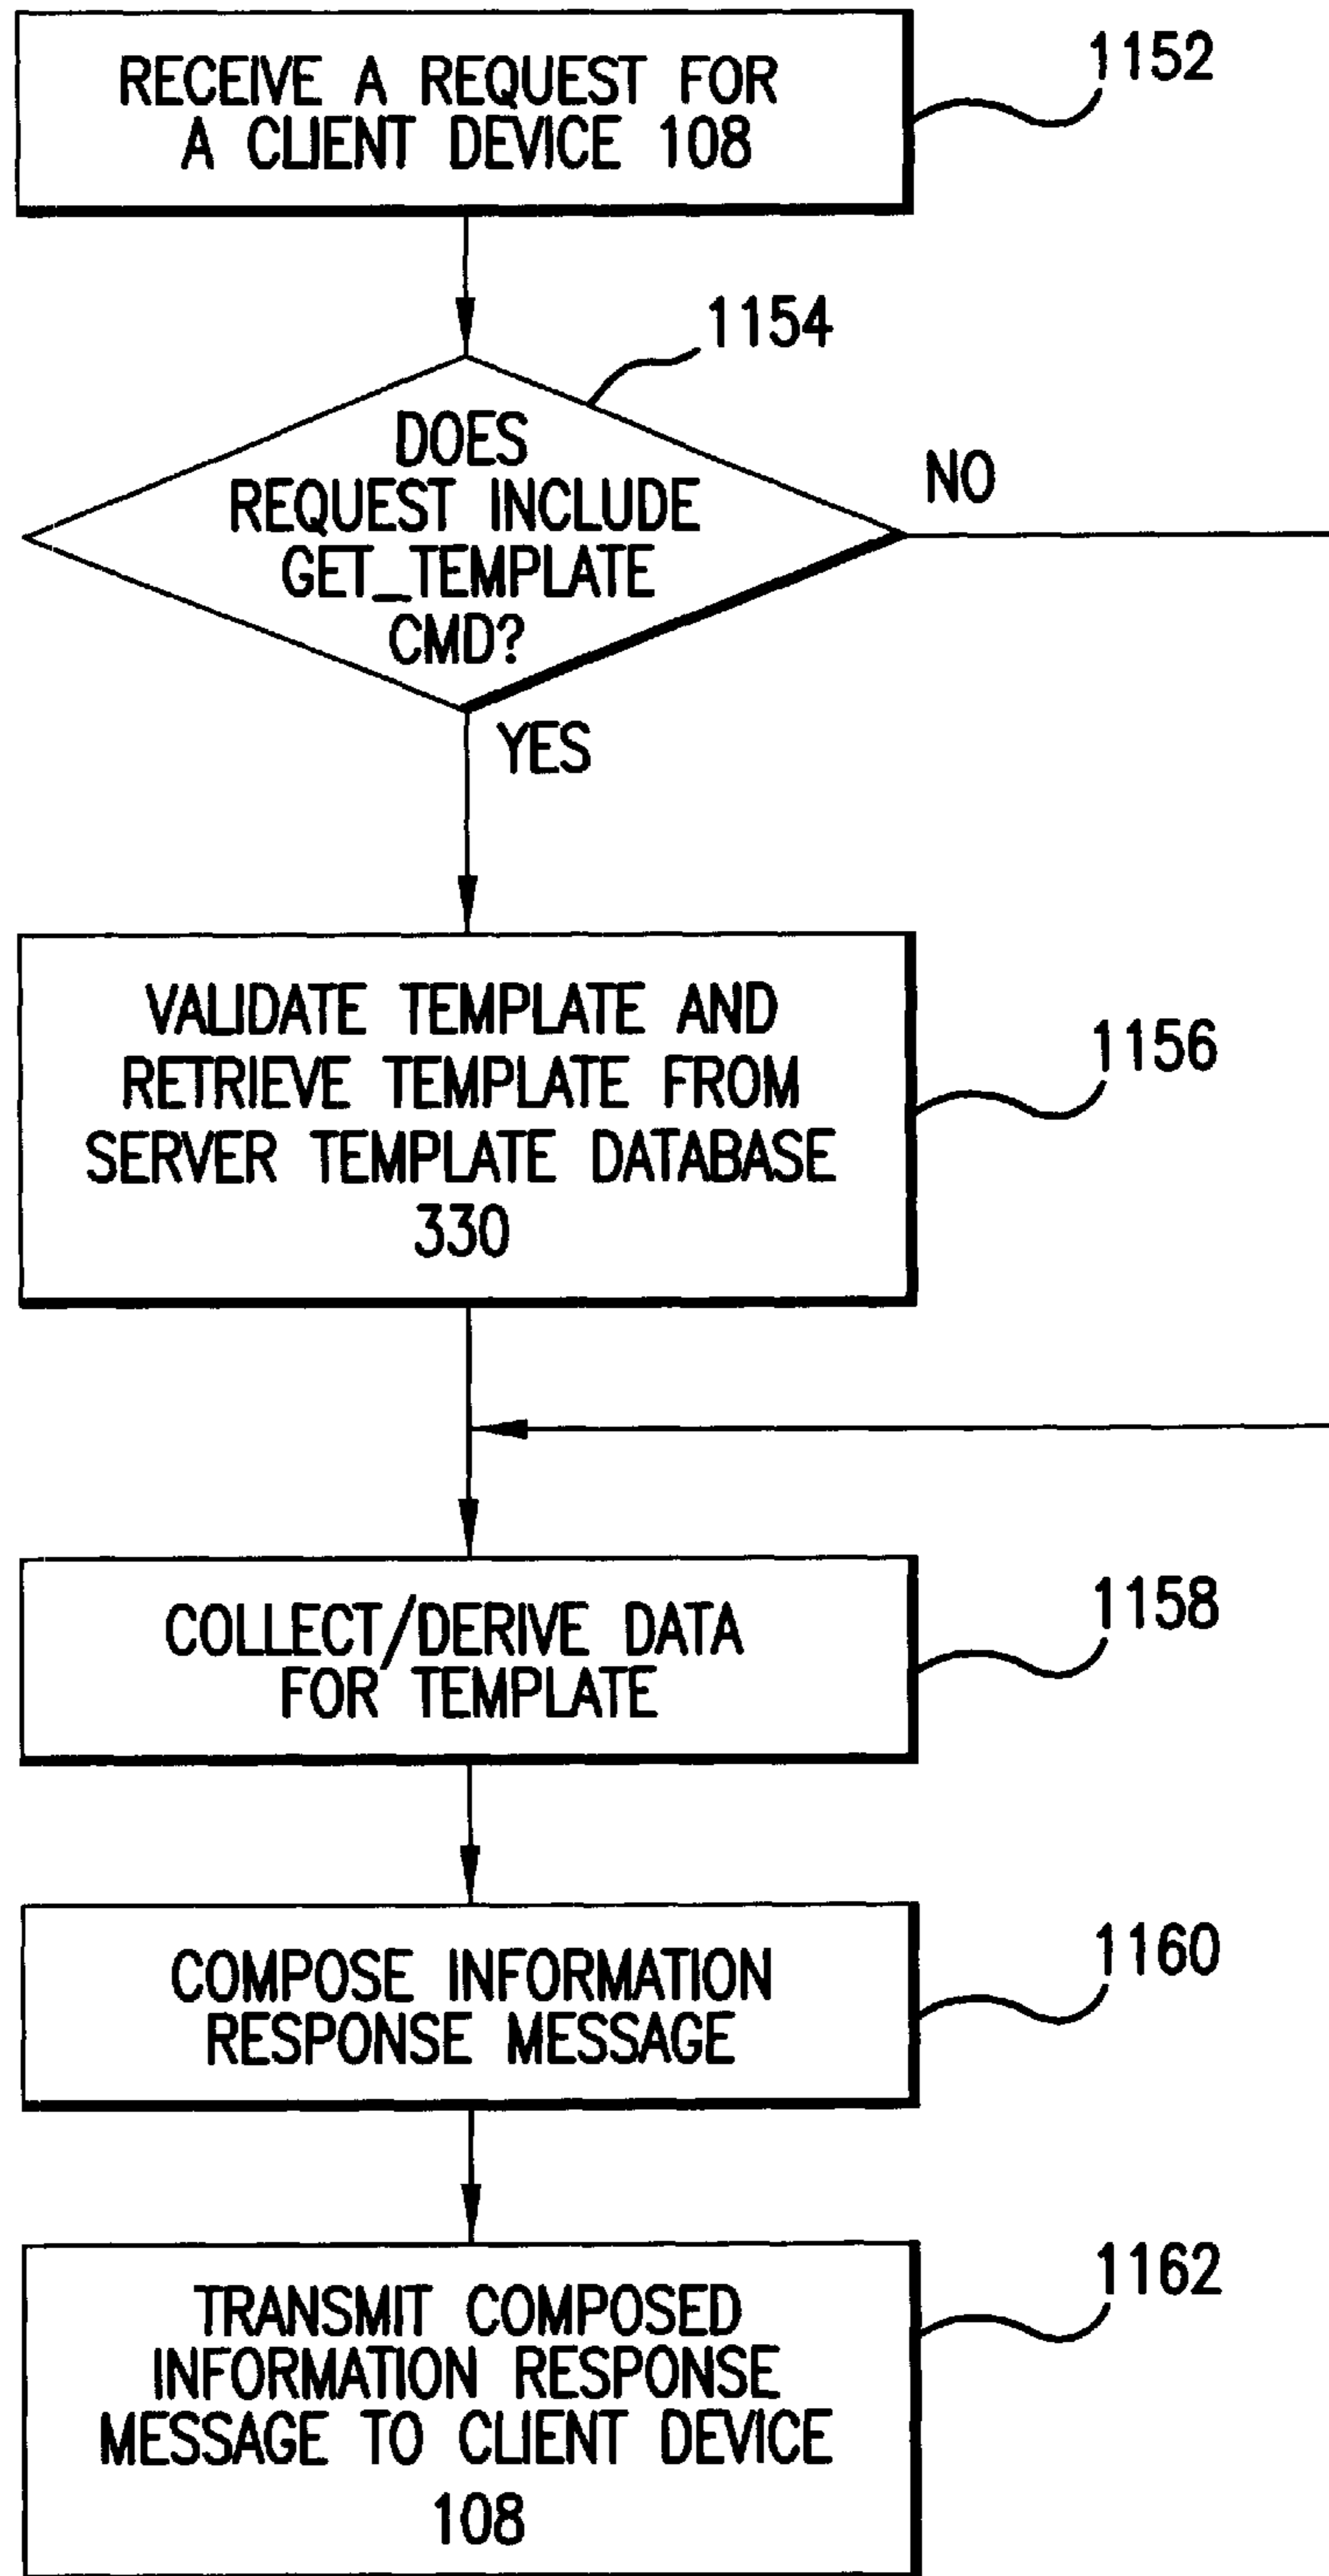 RECEIVE A REQUEST FOR
A CLIENT DEVICE 108
1152
1154
DOES
REQUEST INCLUDE
GET_TEMPLATE
CMD?
NO
YES
VALIDATE TEMPLATE AND
RETRIEVE TEMPLATE FROM
SERVER TEMPLATE DATABASE
330
1156
COLLECT/DERIVE DATA
FOR TEMPLATE
1158
COMPOSE INFORMATION
RESPONSE MESSAGE
1160
TRANSMIT COMPOSED
INFORMATION RESPONSE
MESSAGE TO CLIENT DEVICE
108
1162